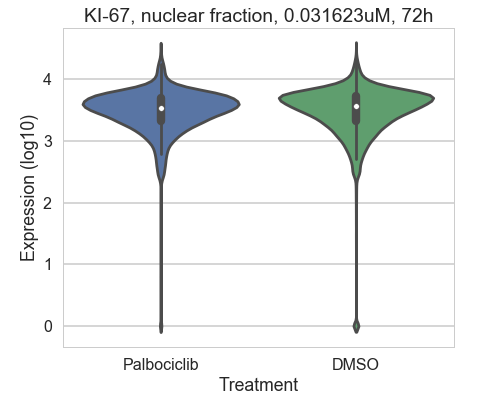 KI-67, nuclear fraction, 0.031623uM, 72h
Expression (log10)
4
3
2
1
0
Palbociclib DMSO
Treatment